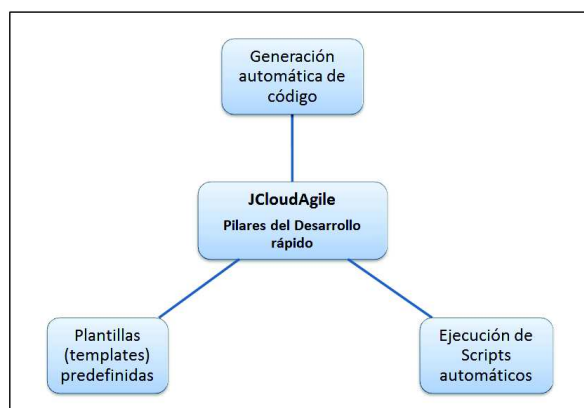 Generación
automática de
código
JCloudAgile
Pilares del Desarrollo
rápido
Plantillas
(templates)
predefinidas
Ejecución de
Scripts
automáticos